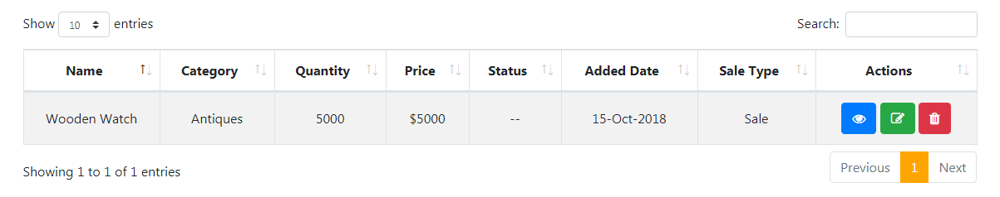 Show 10 entries Search:
Name Category Quantity Price Status Added Date Sale Type Actions
Wooden Watch Antiques 5000 $5000 -- 15-Oct-2018 Sale
Showing 1 to 1 of 1 entries Previous 1 Next